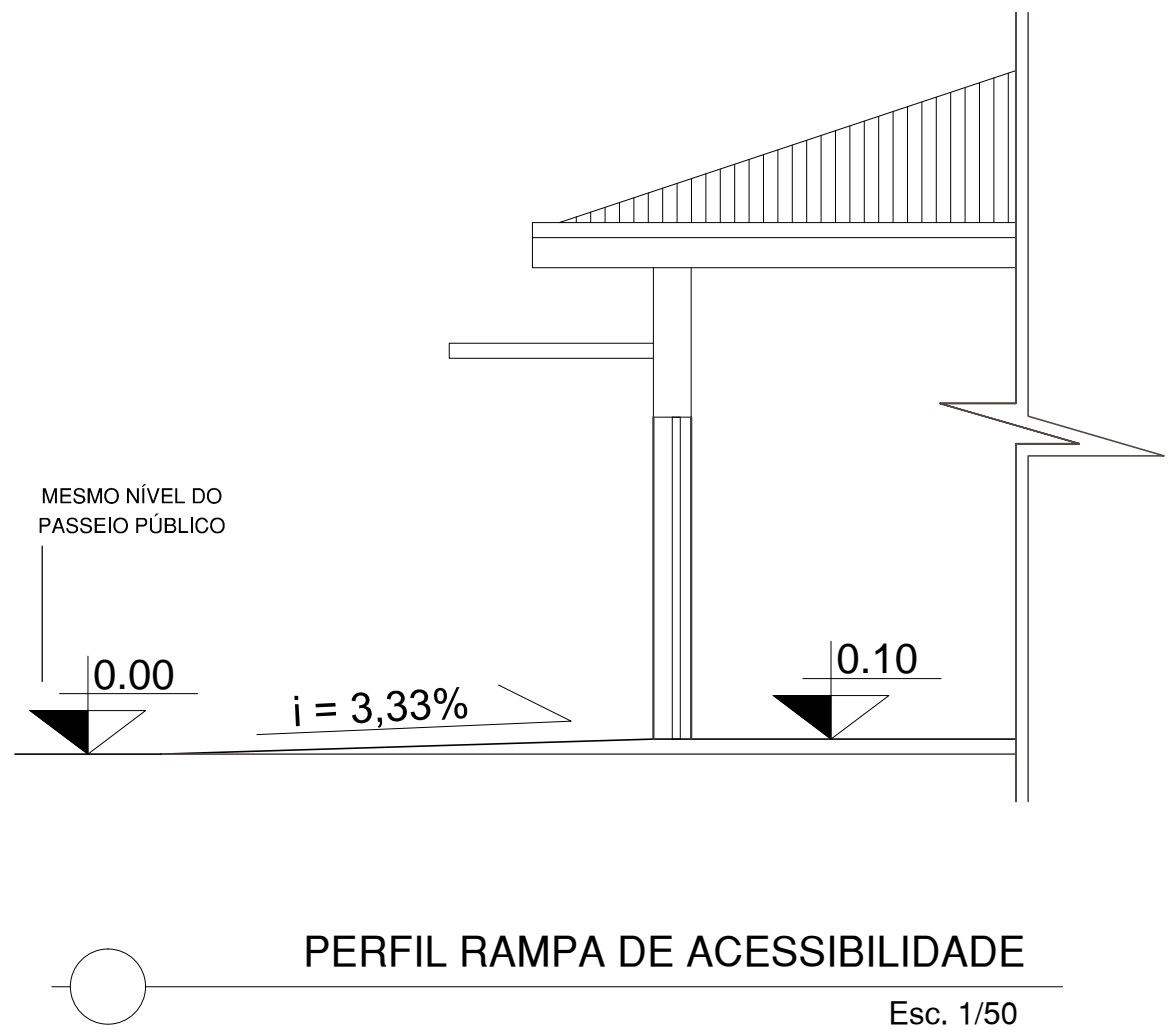 MESMO NÍVEL DO
PASSEIO PÚBLICO
0.00
i = 3,33%
0.10
PERFIL RAMPA DE ACESSIBILIDADE
Esc. 1/50